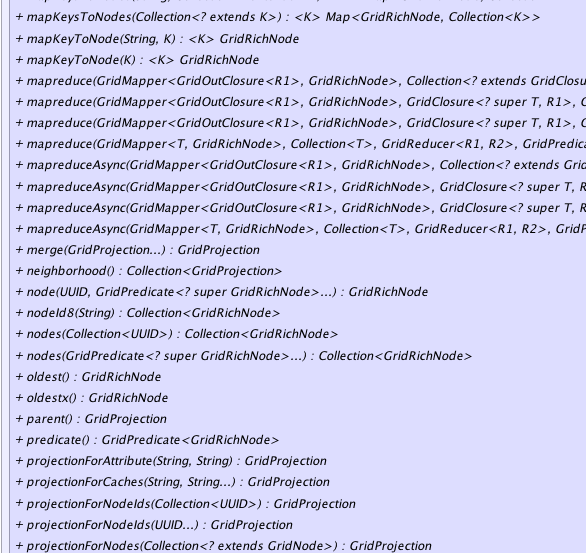 + mapKeysToNodes(Collection<? extends K>) : <K> Map<GridRichNode, Collection<K>>
+ mapKeyToNode(String, K) : <K> GridRichNode
+ mapKeyToNode(K) : <K> GridRichNode
+ mapreduce(GridMapper<GridOutClosure<R1>, GridRichNode>, Collection<? extends GridClosu
+ mapreduce(GridMapper<GridOutClosure<R1>, GridRichNode>, GridClosure<? super T, R1>, C
+ mapreduce(GridMapper<GridOutClosure<R1>, GridRichNode>, GridClosure<? super T, R1>, C
+ mapreduce(GridMapper<T, GridRichNode>, Collection<T>, GridReducer<R1, R2>, GridPredica
+ mapreduceAsync(GridMapper<GridOutClosure<R1>, GridRichNode>, Collection<? extends Grid
+ mapreduceAsync(GridMapper<GridOutClosure<R1>, GridRichNode>, GridClosure<? super T, R
+ mapreduceAsync(GridMapper<GridOutClosure<R1>, GridRichNode>, GridClosure<? super T, R
+ mapreduceAsync(GridMapper<T, GridRichNode>, Collection<T>, GridReducer<R1, R2>, GridP
+ merge(GridProjection...) : GridProjection
+ neighborhood() : Collection<GridProjection>
+ node(UUID, GridPredicate<? super GridRichNode>...) : GridRichNode
+ nodeId8(String) : Collection<GridRichNode>
+ nodes(Collection<UUID>) : Collection<GridRichNode>
+ nodes(GridPredicate<? super GridRichNode>...) : Collection<GridRichNode>
+ oldest() : GridRichNode
+ oldestx() : GridRichNode
+ parent() : GridProjection
+ predicate() : GridPredicate<GridRichNode>
+ projectionForAttribute(String, String) : GridProjection
+ projectionForCaches(String, String...) : GridProjection
+ projectionForNodeIds(Collection<UUID>) : GridProjection
+ projectionForNodeIds(UUID...) : GridProjection
+ projectionForNodes(Collection<? extends GridNode>) : GridProjection